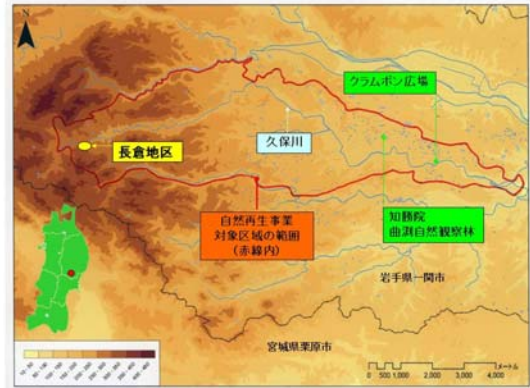 N
クラムボン広場
久保川
長倉地区
自然再生事業
対象区域の範囲
(赤線内)
知勝院
曲渕自然観察林
岩手県一関市
宮城県栗原市
0 500 1,000 2,000 3,000 4,000 メートル